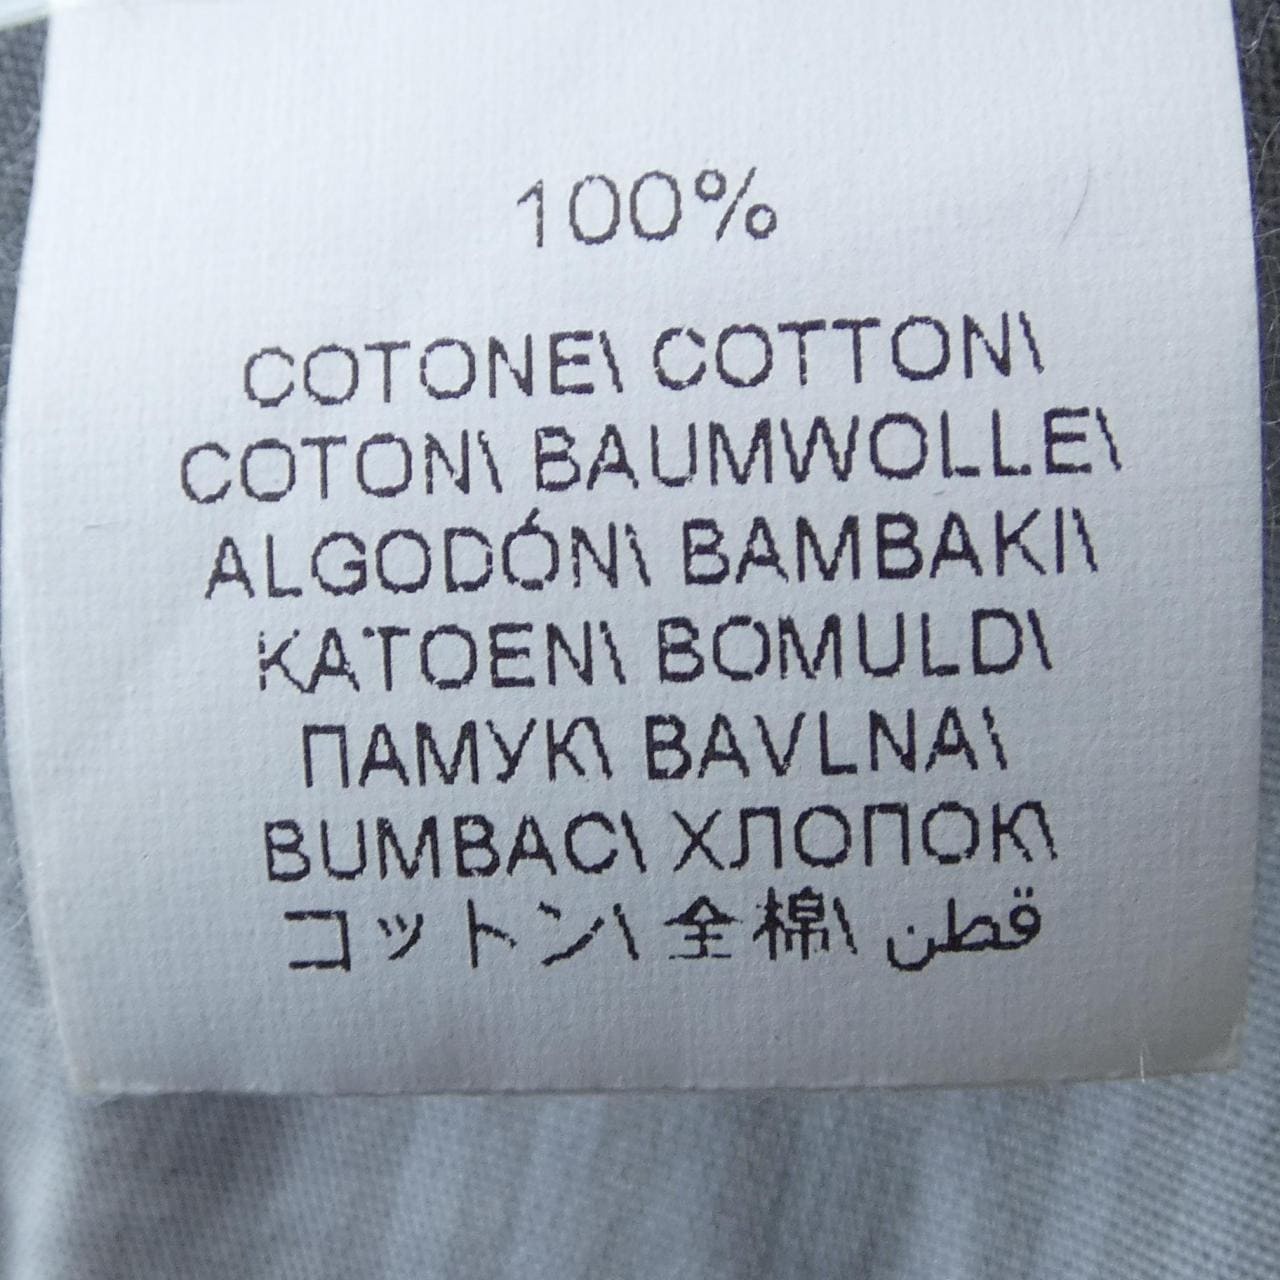 100%
COTONE\ COTTON\
COTON\ BAUMWOLLE\
ALGODÓN\ BAMBAKI\
KATOEN\ BOMULD\
ПАМУК\ BAVLNA\
BUMBAC\ ХЛОПОК\
コットン\ 全棉\ قطن